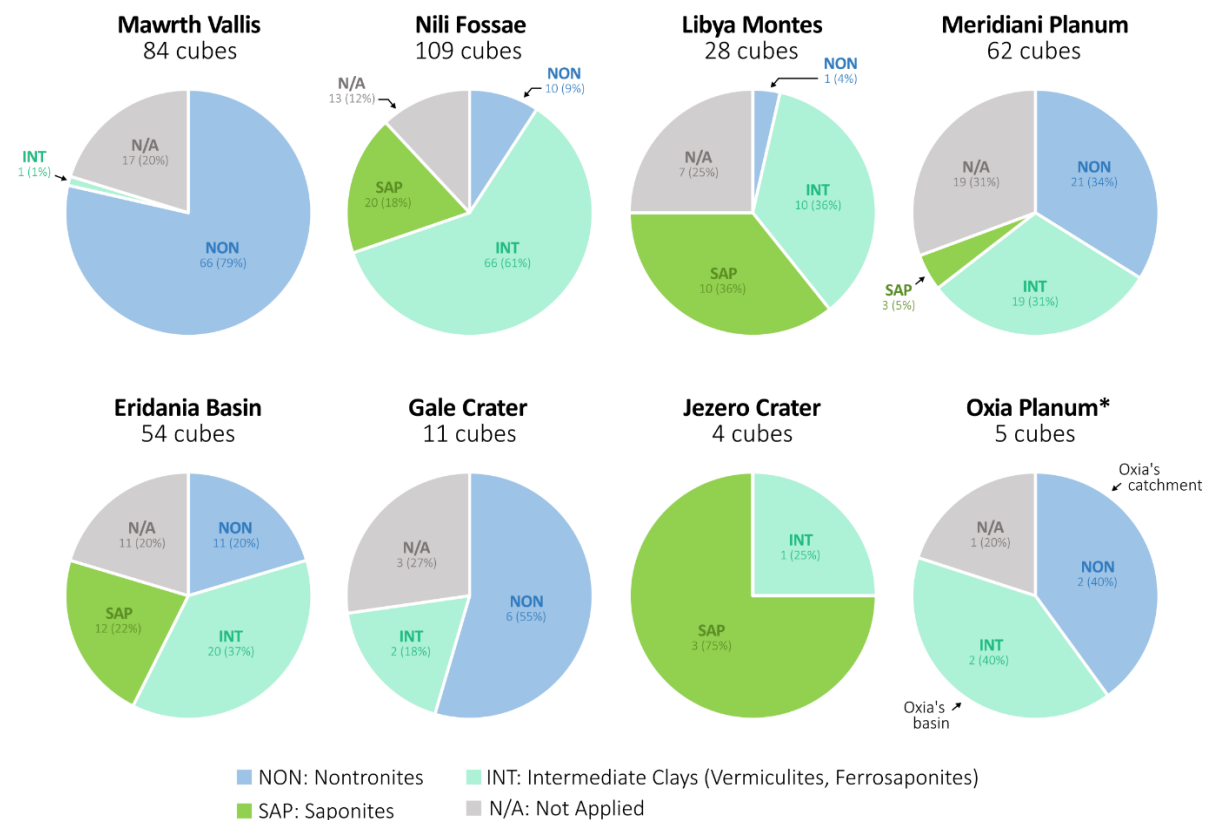 Mawrth Vallis
84 cubes
N/A
17 (20%)
INT
1 (1%)
NON
66 (79%)
Nili Fossae
109 cubes
N/A
13 (12%)
NON
10 (9%)
SAP
20 (18%)
INT
66 (61%)
Libya Montes
28 cubes
NON
1 (4%)
N/A
7 (25%)
INT
10 (36%)
SAP
10 (36%)
Meridiani Planum
62 cubes
N/A
19 (31%)
NON
21 (34%)
SAP
3 (5%)
INT
19 (31%)
Eridania Basin
54 cubes
N/A
11 (20%)
NON
11 (20%)
SAP
12 (22%)
INT
20 (37%)
Gale Crater
11 cubes
N/A
3 (27%)
NON
6 (55%)
INT
2 (18%)
Jezero Crater
4 cubes
INT
1 (25%)
SAP
3 (75%)
Oxia Planum*
5 cubes
Oxia's
catchment
N/A
1 (20%)
NON
2 (40%)
INT
2 (40%)
Oxia's
basin
NON: Nontronites
INT: Intermediate Clays (Vermiculites, Ferrosaponites)
SAP: Saponites
N/A: Not Applied